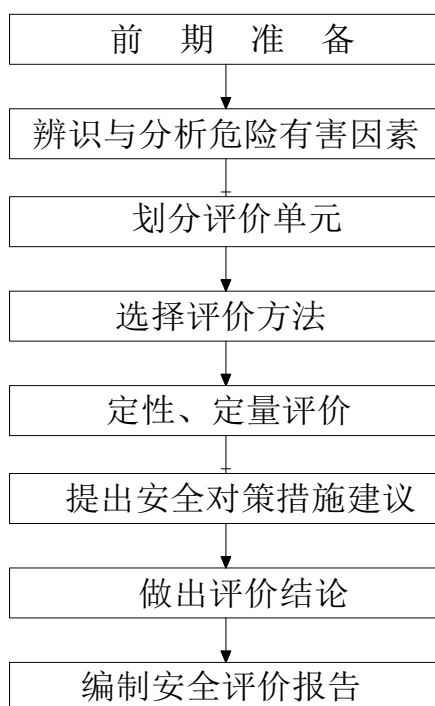 前期准备
辨识与分析危险有害因素
划分评价单元
选择评价方法
定性、定量评价
提出安全对策措施建议
做出评价结论
编制安全评价报告